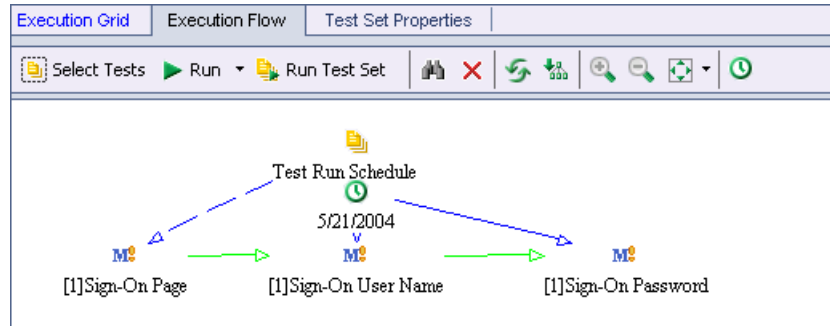 Execution Grid Execution Flow Test Set Properties
Select Tests Run Run Test Set
Test Run Schedule
5/21/2004
[1]Sign-On Page [1]Sign-On User Name [1]Sign-On Password